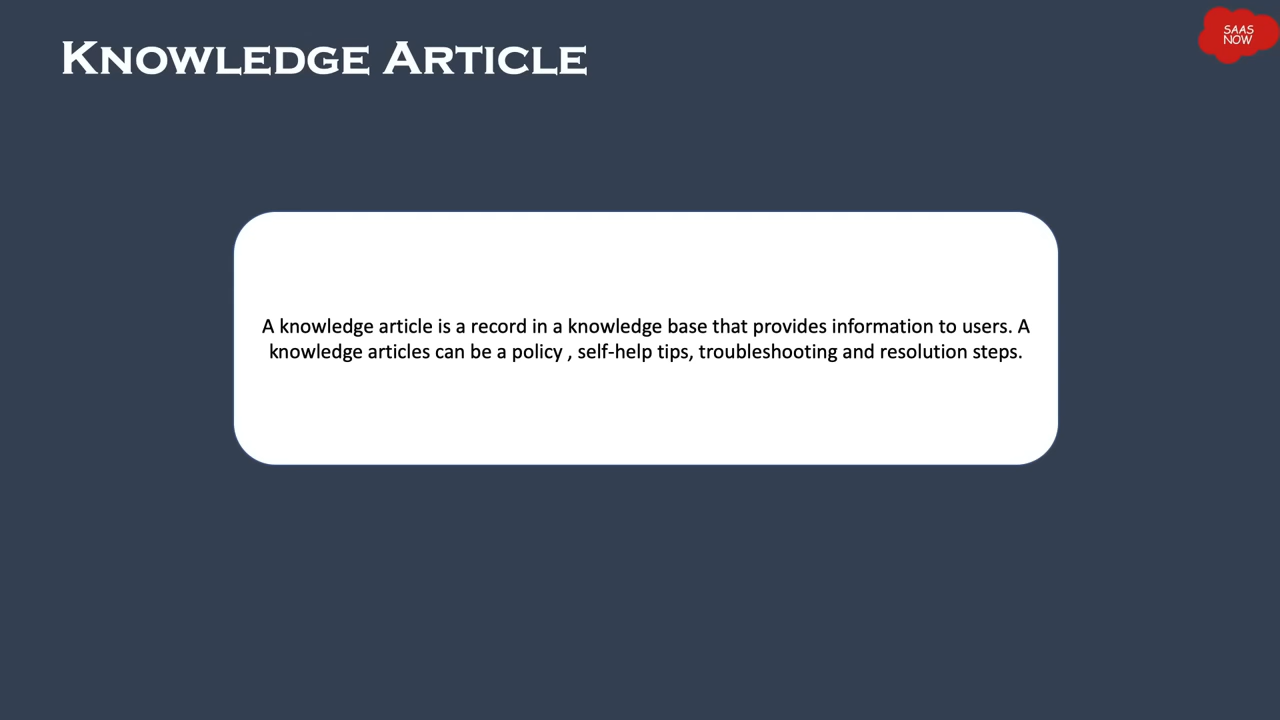 Knowledge Article
SAAS
NOW
A knowledge article is a record in a knowledge base that provides information to users. A
knowledge articles can be a policy , self-help tips, troubleshooting and resolution steps.